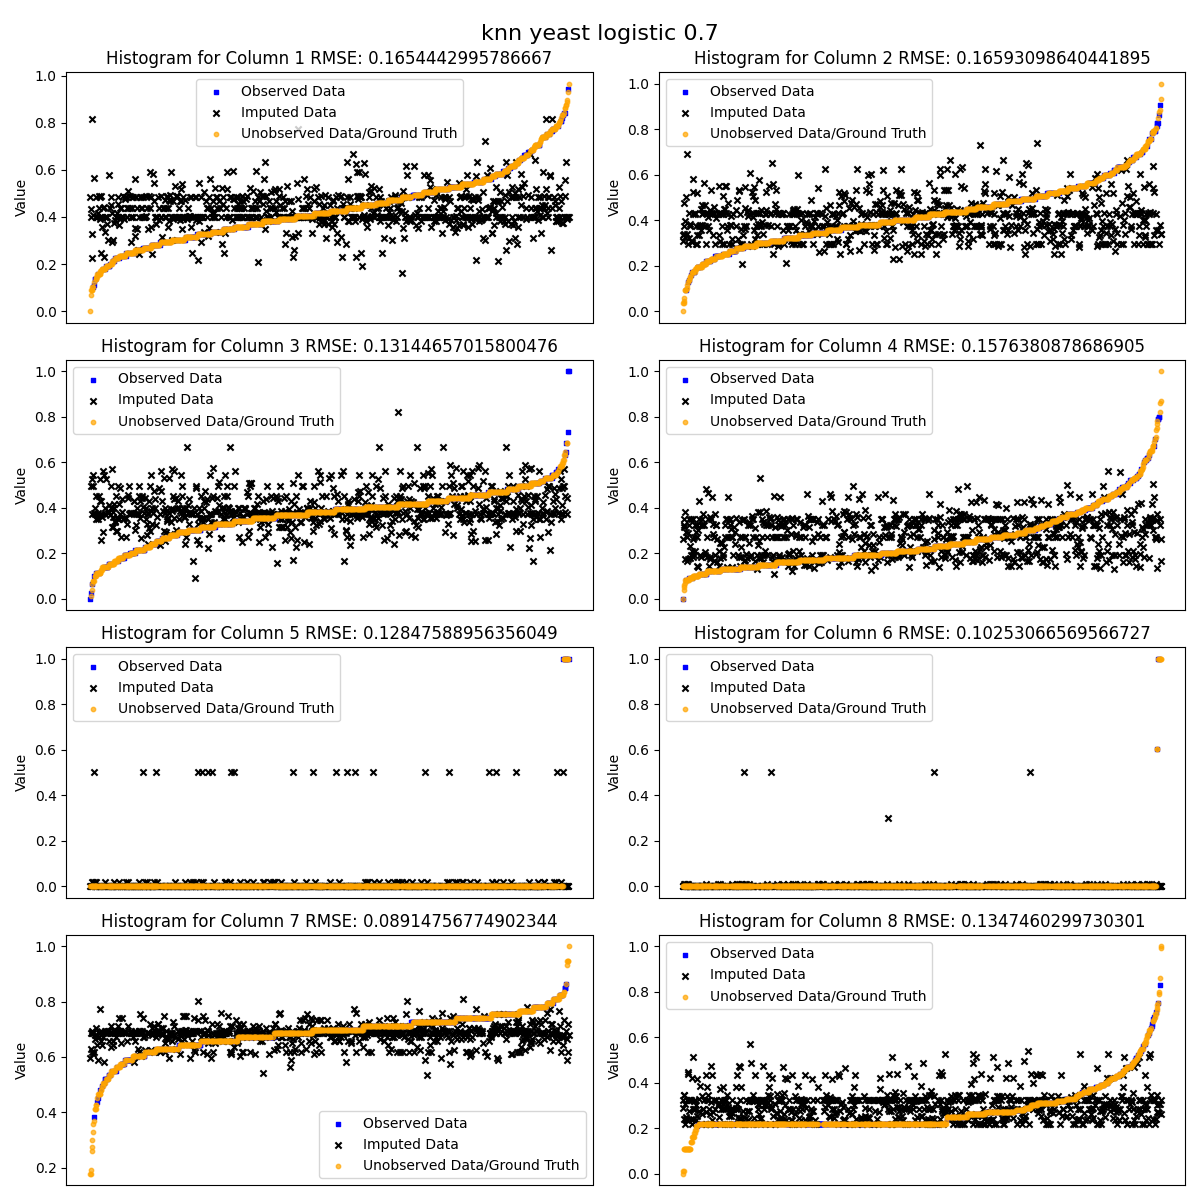 knn yeast logistic 0.7
Histogram for Column 1 RMSE: 0.1654442995786667
Value
1.0
0.8
0.6
0.4
0.2
0.0
Observed Data
Imputed Data
Unobserved Data/Ground Truth
Histogram for Column 2 RMSE: 0.16593098640441895
Value
1.0
0.8
0.6
0.4
0.2
0.0
Observed Data
Imputed Data
Unobserved Data/Ground Truth
Histogram for Column 3 RMSE: 0.13144657015800476
Value
1.0
0.8
0.6
0.4
0.2
0.0
Observed Data
Imputed Data
Unobserved Data/Ground Truth
Histogram for Column 4 RMSE: 0.1576380878686905
Value
1.0
0.8
0.6
0.4
0.2
0.0
Observed Data
Imputed Data
Unobserved Data/Ground Truth
Histogram for Column 5 RMSE: 0.12847588956356049
Value
1.0
0.8
0.6
0.4
0.2
0.0
Observed Data
Imputed Data
Unobserved Data/Ground Truth
Histogram for Column 6 RMSE: 0.10253066569566727
Value
1.0
0.8
0.6
0.4
0.2
0.0
Observed Data
Imputed Data
Unobserved Data/Ground Truth
Histogram for Column 7 RMSE: 0.08914756774902344
Value
1.0
0.8
0.6
0.4
0.2
Observed Data
Imputed Data
Unobserved Data/Ground Truth
Histogram for Column 8 RMSE: 0.1347460299730301
Value
1.0
0.8
0.6
0.4
0.2
0.0
Observed Data
Imputed Data
Unobserved Data/Ground Truth